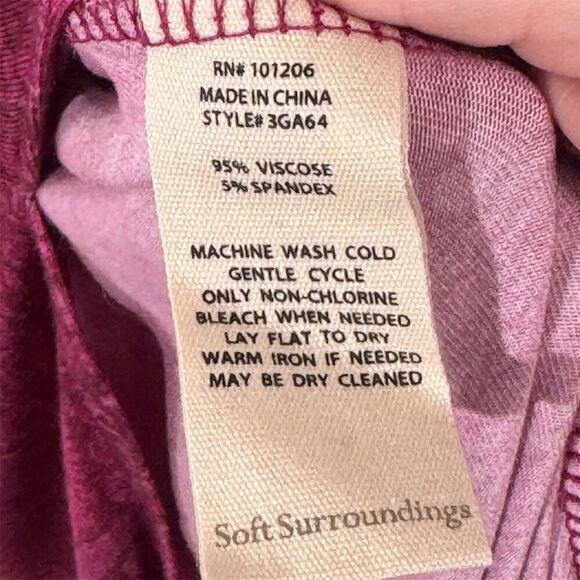 RN# 101206
MADE IN CHINA
STYLE# 3GA64
95% VISCOSE
5% SPANDEX
MACHINE WASH COLD
GENTLE CYCLE
ONLY NON-CHLORINE
BLEACH WHEN NEEDED
LAY FLAT TO DRY
WARM IRON IF NEEDED
MAY BE DRY CLEANED
Soft Surroundings